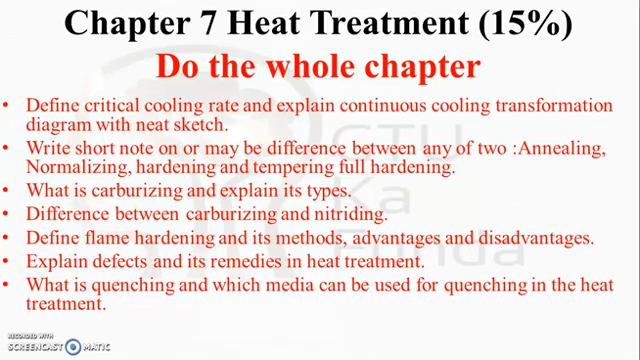 Chapter 7 Heat Treatment (15%)
Do the whole chapter
• Define critical cooling rate and explain continuous cooling transformation
diagram with neat sketch.
• Write short note on or may be difference between any of two :Annealing,
Normalizing, hardening and tempering full hardening.
• What is carburizing and explain its types.
• Difference between carburizing and nitriding.
• Define flame hardening and its methods, advantages and disadvantages.
• Explain defects and its remedies in heat treatment.
• What is quenching and which media can be used for quenching in the heat
treatment.
GTU
Ka
Funda
RECORDED WITH
SCREENCAST MATIC